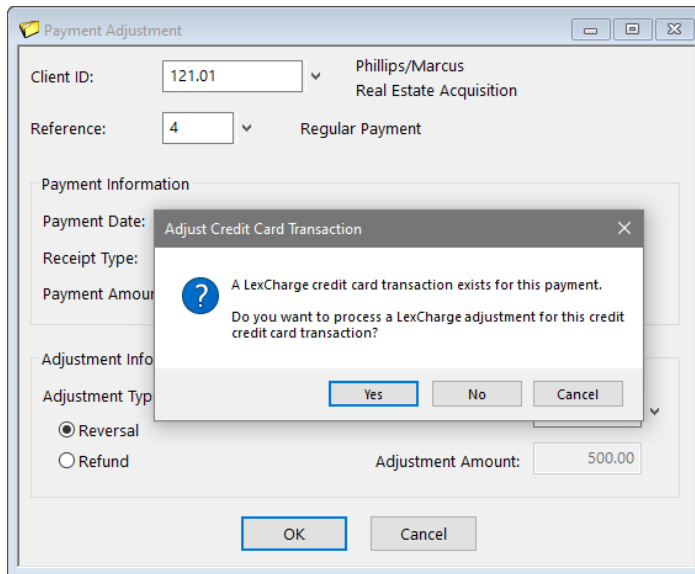 Payment Adjustment
Client ID:
121.01
Phillips/Marcus
Real Estate Acquisition
Reference:
4
Regular Payment
Payment Information
Payment Date:
Receipt Type:
Payment Amoun
Adjust Credit Card Transaction
A LexCharge credit card transaction exists for this payment.
Do you want to process a LexCharge adjustment for this credit
credit card transaction?
Yes
No
Cancel
Adjustment Info
Adjustment Typ
Reversal
Refund
Adjustment Amount:
500.00
OK
Cancel